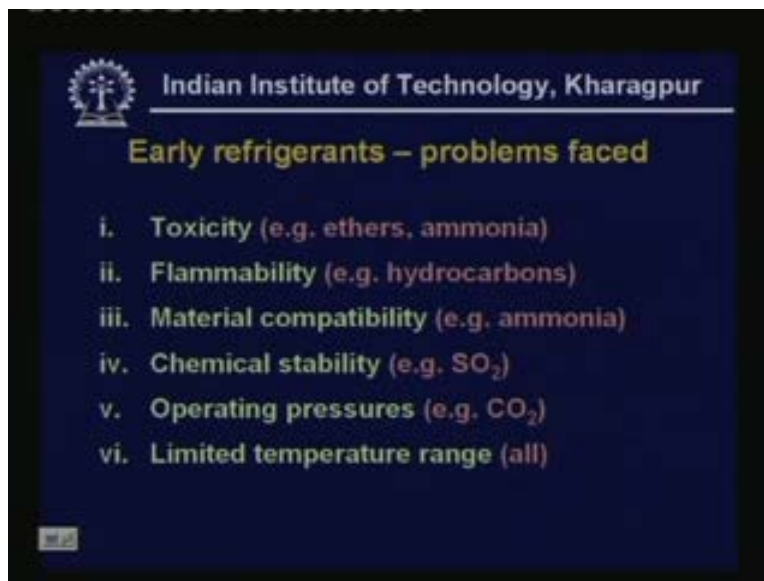 Indian Institute of Technology, Kharagpur
Early refrigerants – problems faced
i. Toxicity (e.g. ethers, ammonia)
ii. Flammability (e.g. hydrocarbons)
iii. Material compatibility (e.g. ammonia)
iv. Chemical stability (e.g. SO₂)
v. Operating pressures (e.g. CO₂)
vi. Limited temperature range (all)